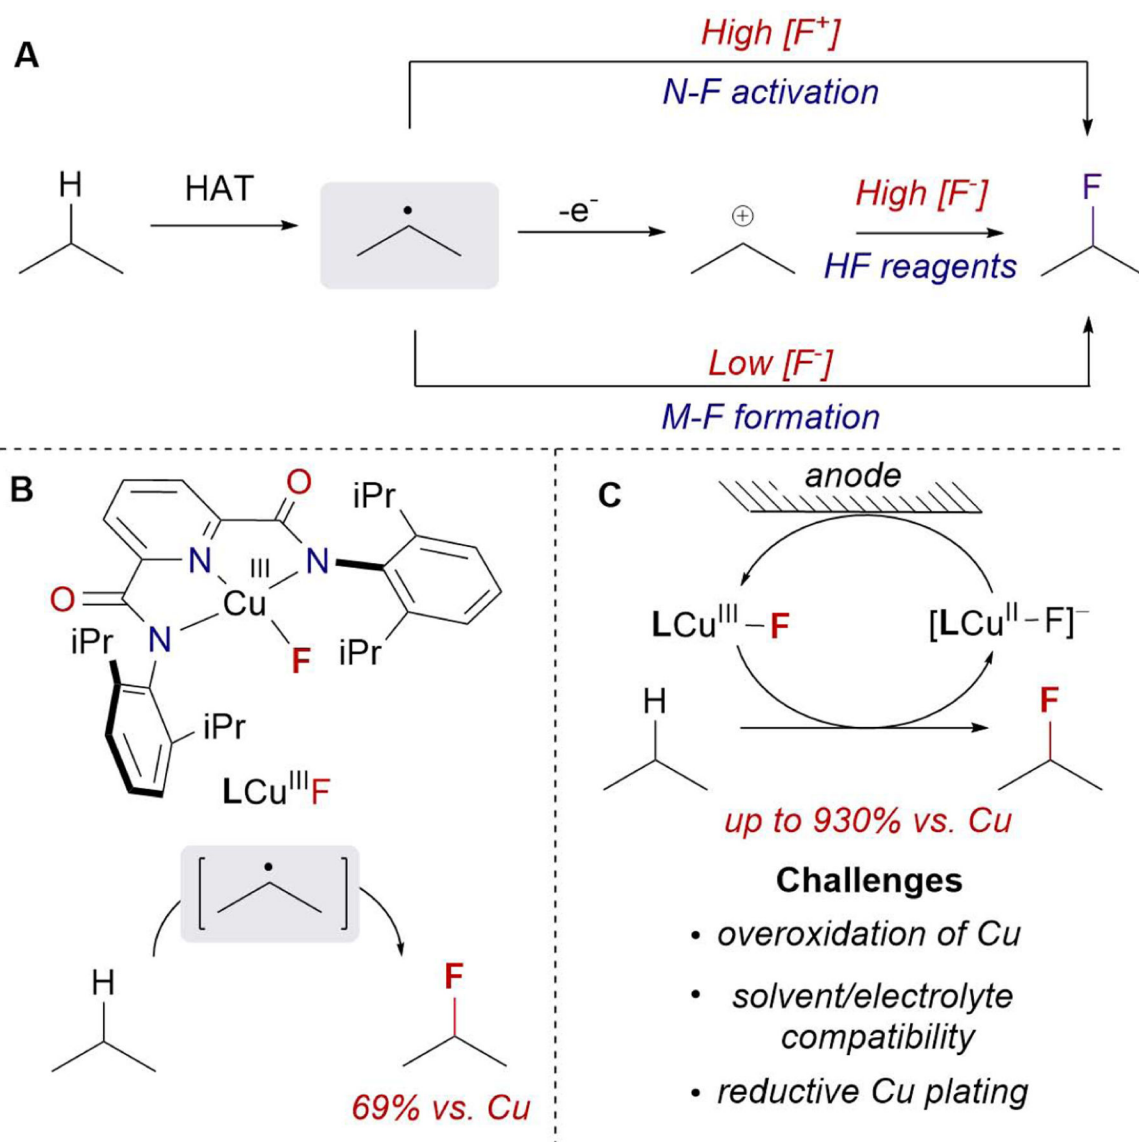 A
High [F⁺]
N-F activation
H
HAT
•
-e⁻
⊕
High [F⁻]
HF reagents
F
Low [F⁻]
M-F formation
B
O
iPr
N
III
N
Cu
O
iPr
N
F
iPr
iPr
LCuᴵᴵᴵF
•
H
F
69% vs. Cu
C
anode
LCuᴵᴵᴵ–F
[LCuᴵᴵ–F]⁻
H
F
up to 930% vs. Cu
Challenges
• overoxidation of Cu
• solvent/electrolyte
compatibility
• reductive Cu plating